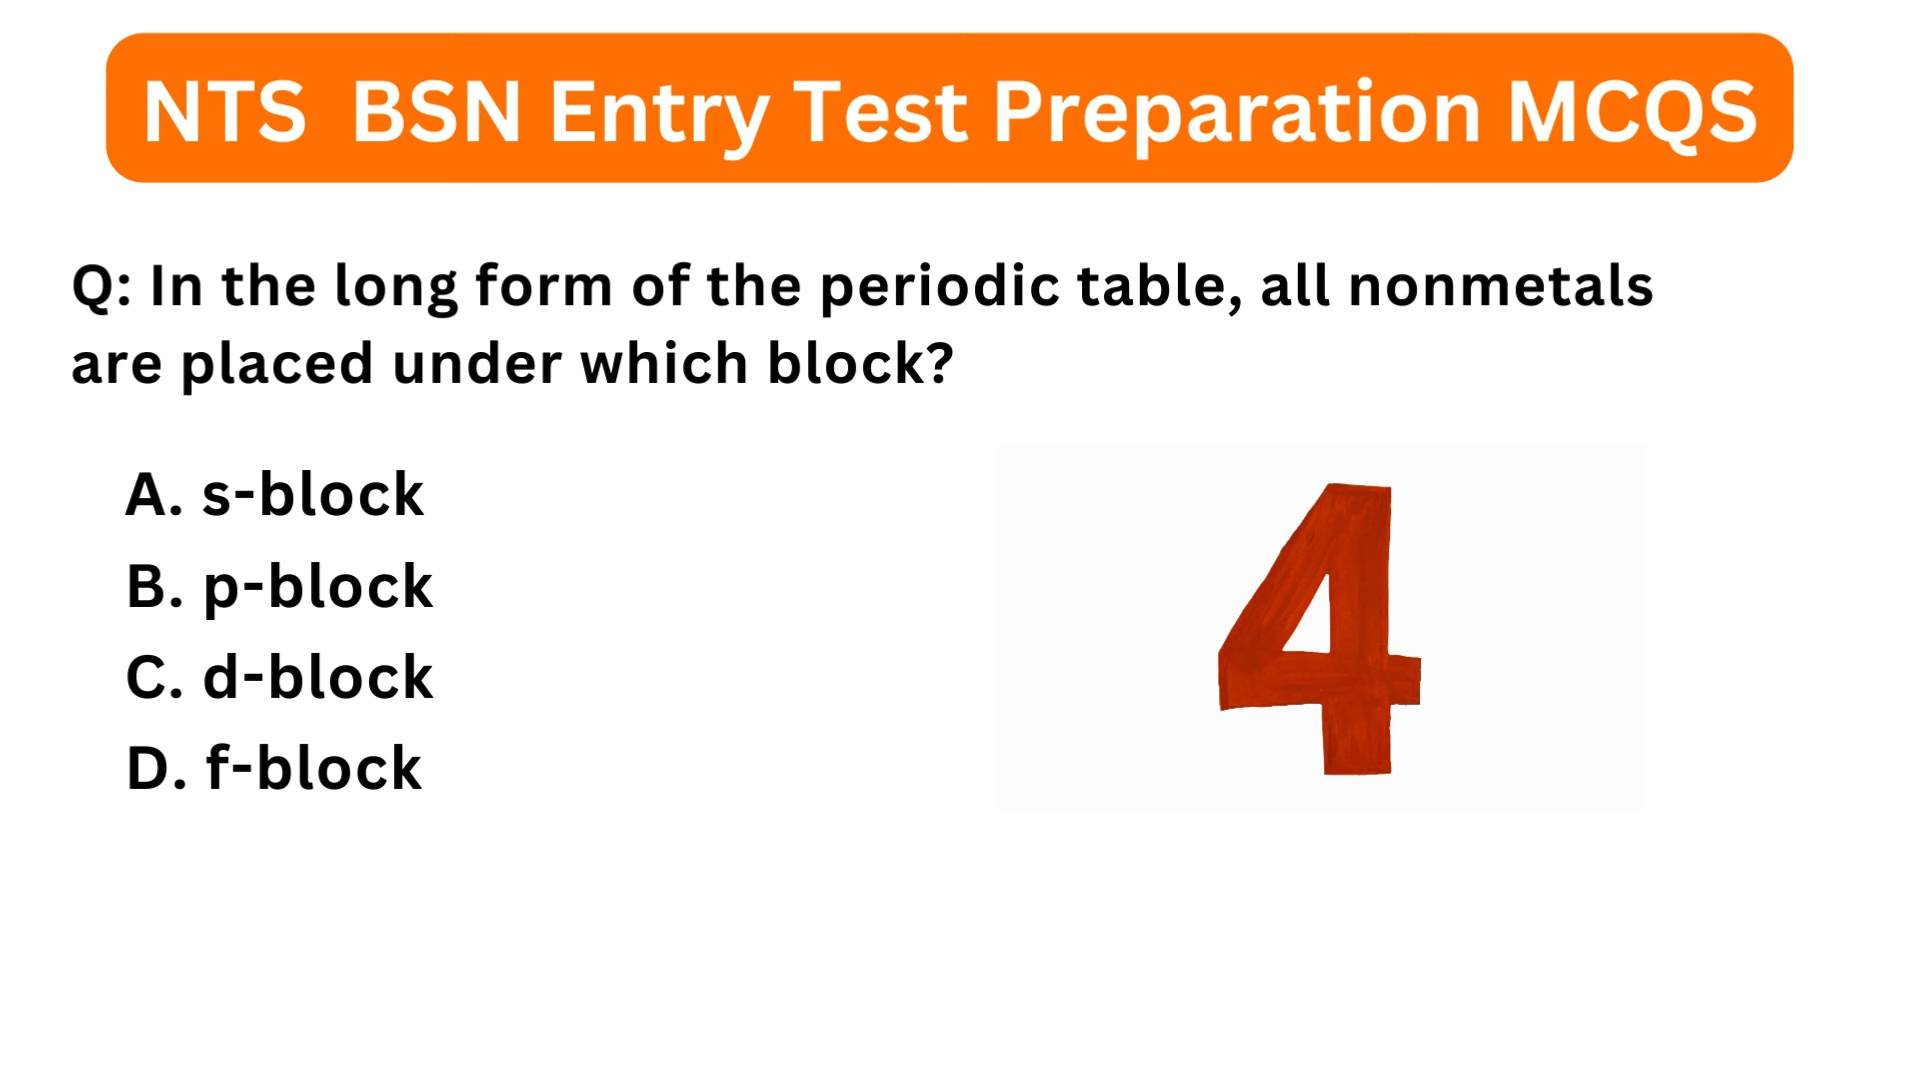 NTS BSN Entry Test Preparation MCQS
Q: In the long form of the periodic table, all nonmetals
are placed under which block?
A. s-block
B. p-block
C. d-block
D. f-block
4